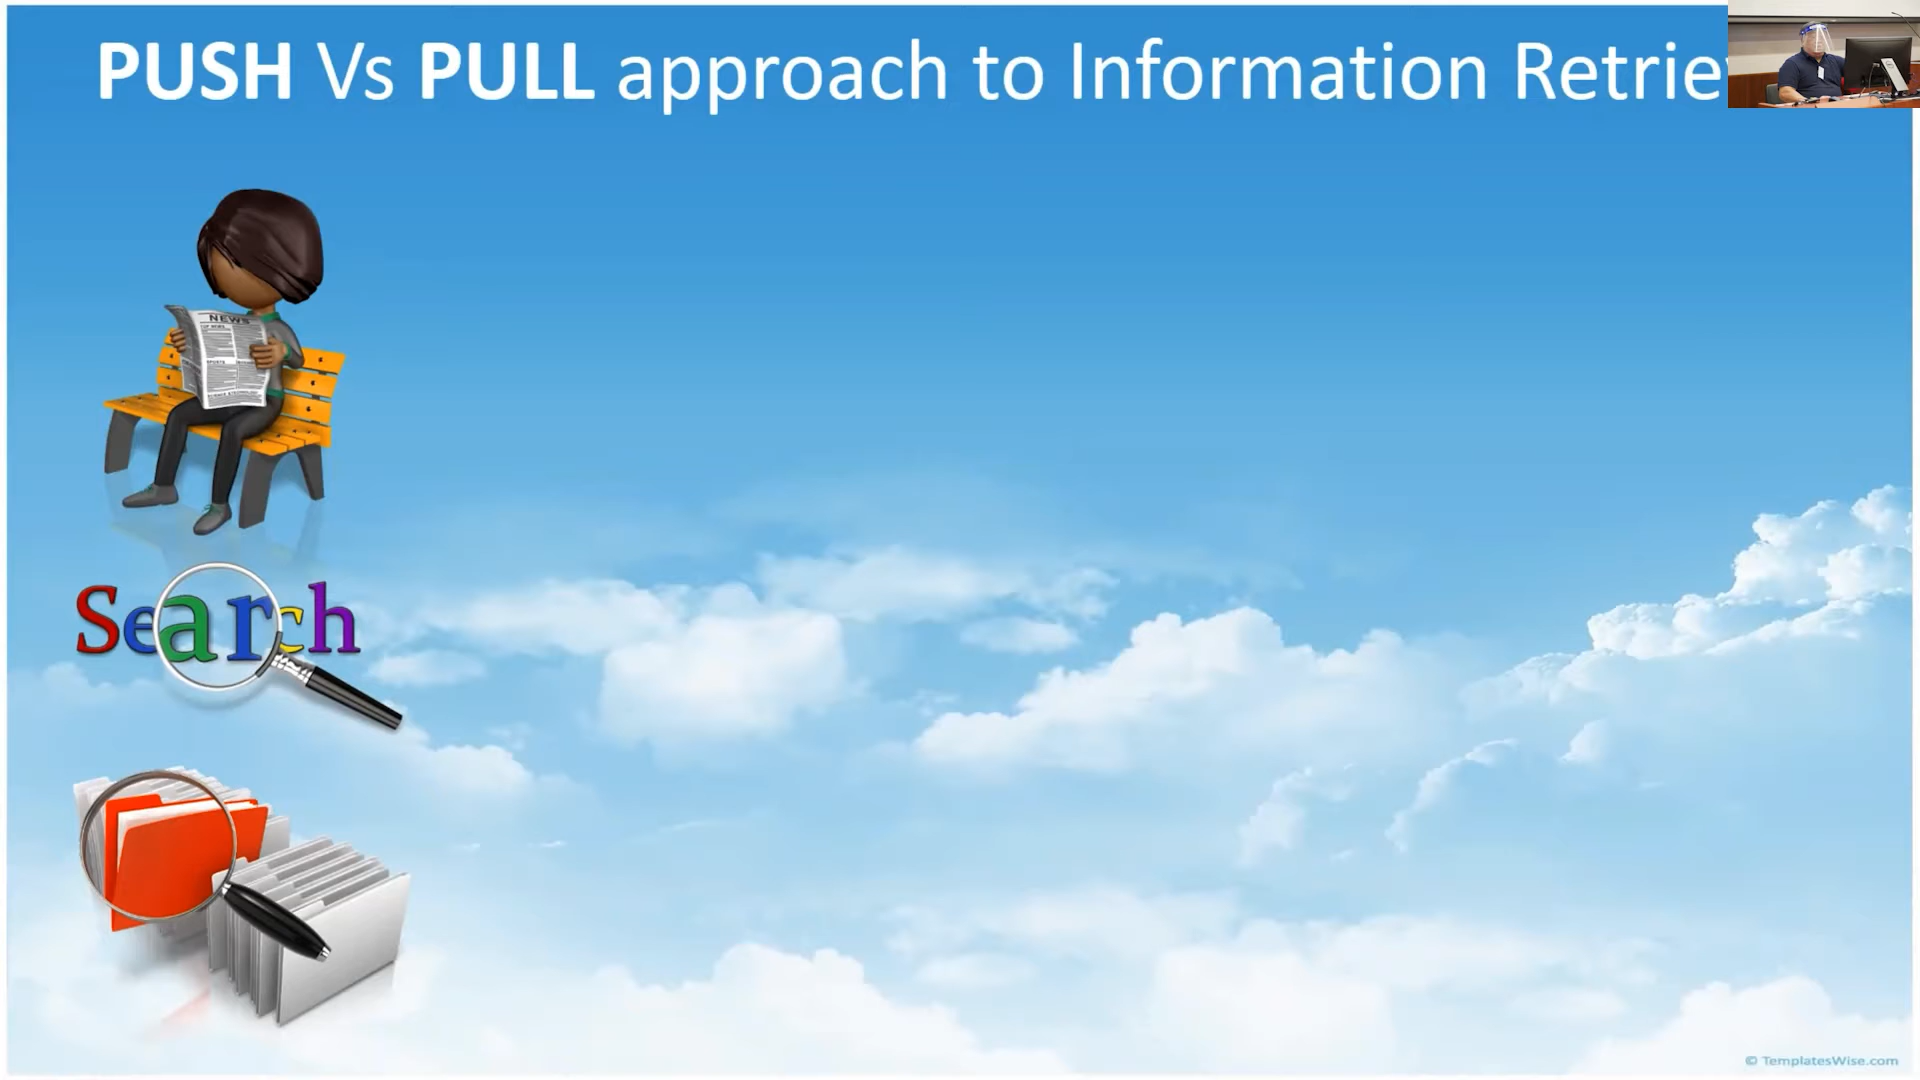 PUSH Vs PULL approach to Information Retrie
NEWS
Search
© TemplatesWise.com